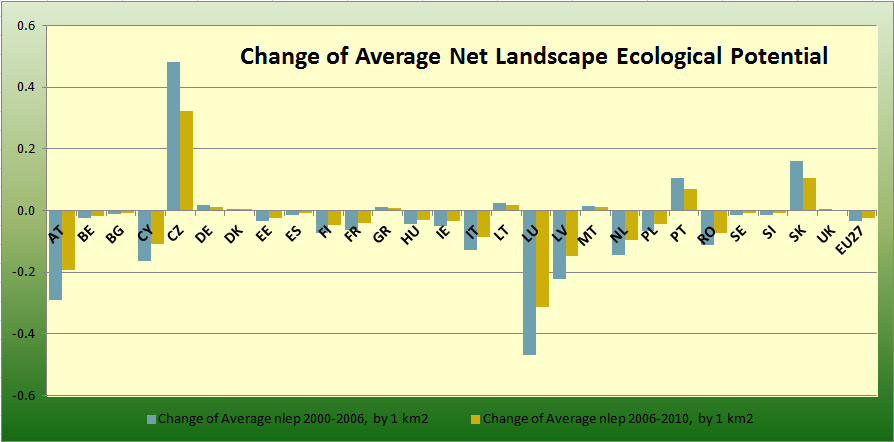 Change of Average Net Landscape Ecological Potential
0.6
0.4
0.2
0.0
-0.2
-0.4
-0.6
AT BE BG CY CZ DE DK EE ES FI FR GR HU IE IT LT LU LV MT NL PL PT RO SE SI SK UK EU27
Change of Average nlep 2000-2006, by 1 km2 Change of Average nlep 2006-2010, by 1 km2